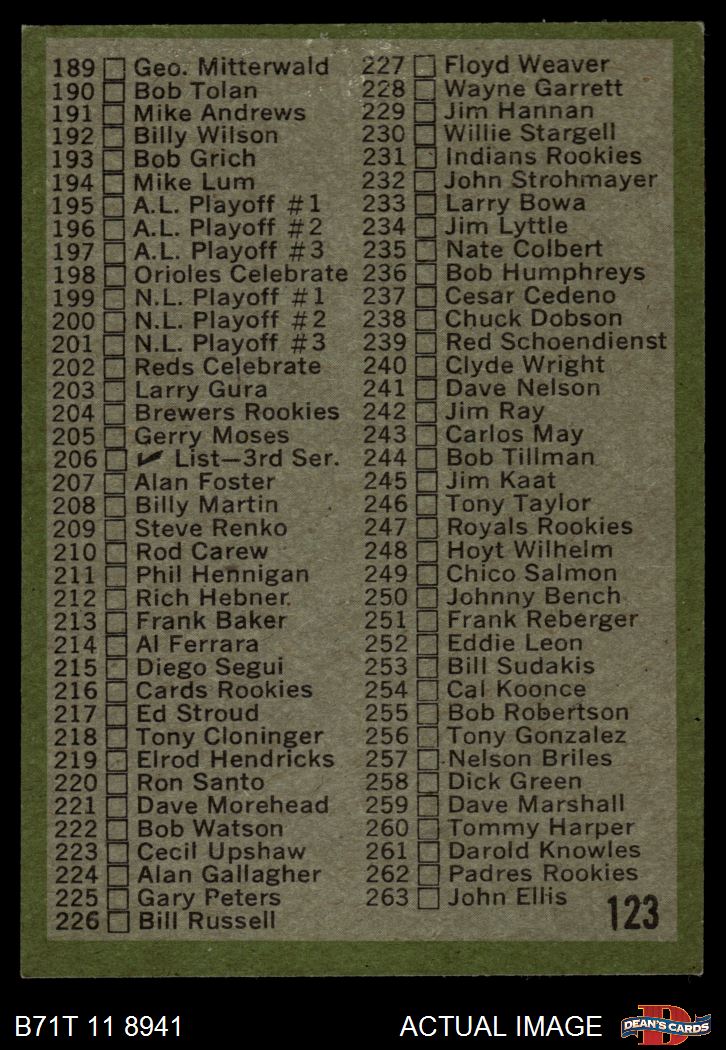 189 Geo. Mitterwald
190 Bob Tolan
191 Mike Andrews
192 Billy Wilson
193 Bob Grich
194 Mike Lum
195 A.L. Playoff #1
196 A.L. Playoff #2
197 A.L. Playoff #3
198 Orioles Celebrate
199 N.L. Playoff #1
200 N.L. Playoff #2
201 N.L. Playoff #3
202 Reds Celebrate
203 Larry Gura
204 Brewers Rookies
205 Gerry Moses
206 ✔ List—3rd Ser.
207 Alan Foster
208 Billy Martin
209 Steve Renko
210 Rod Carew
211 Phil Hennigan
212 Rich Hebner
213 Frank Baker
214 Al Ferrara
215 Diego Segui
216 Cards Rookies
217 Ed Stroud
218 Tony Cloninger
219 Elrod Hendricks
220 Ron Santo
221 Dave Morehead
222 Bob Watson
223 Cecil Upshaw
224 Alan Gallagher
225 Gary Peters
226 Bill Russell
227 Floyd Weaver
228 Wayne Garrett
229 Jim Hannan
230 Willie Stargell
231 Indians Rookies
232 John Strohmayer
233 Larry Bowa
234 Jim Lyttle
235 Nate Colbert
236 Bob Humphreys
237 Cesar Cedeno
238 Chuck Dobson
239 Red Schoendienst
240 Clyde Wright
241 Dave Nelson
242 Jim Ray
243 Carlos May
244 Bob Tillman
245 Jim Kaat
246 Tony Taylor
247 Royals Rookies
248 Hoyt Wilhelm
249 Chico Salmon
250 Johnny Bench
251 Frank Reberger
252 Eddie Leon
253 Bill Sudakis
254 Cal Koonce
255 Bob Robertson
256 Tony Gonzalez
257 Nelson Briles
258 Dick Green
259 Dave Marshall
260 Tommy Harper
261 Darold Knowles
262 Padres Rookies
263 John Ellis
123
B71T 11 8941
ACTUAL IMAGE
D
DEAN'S CARDS